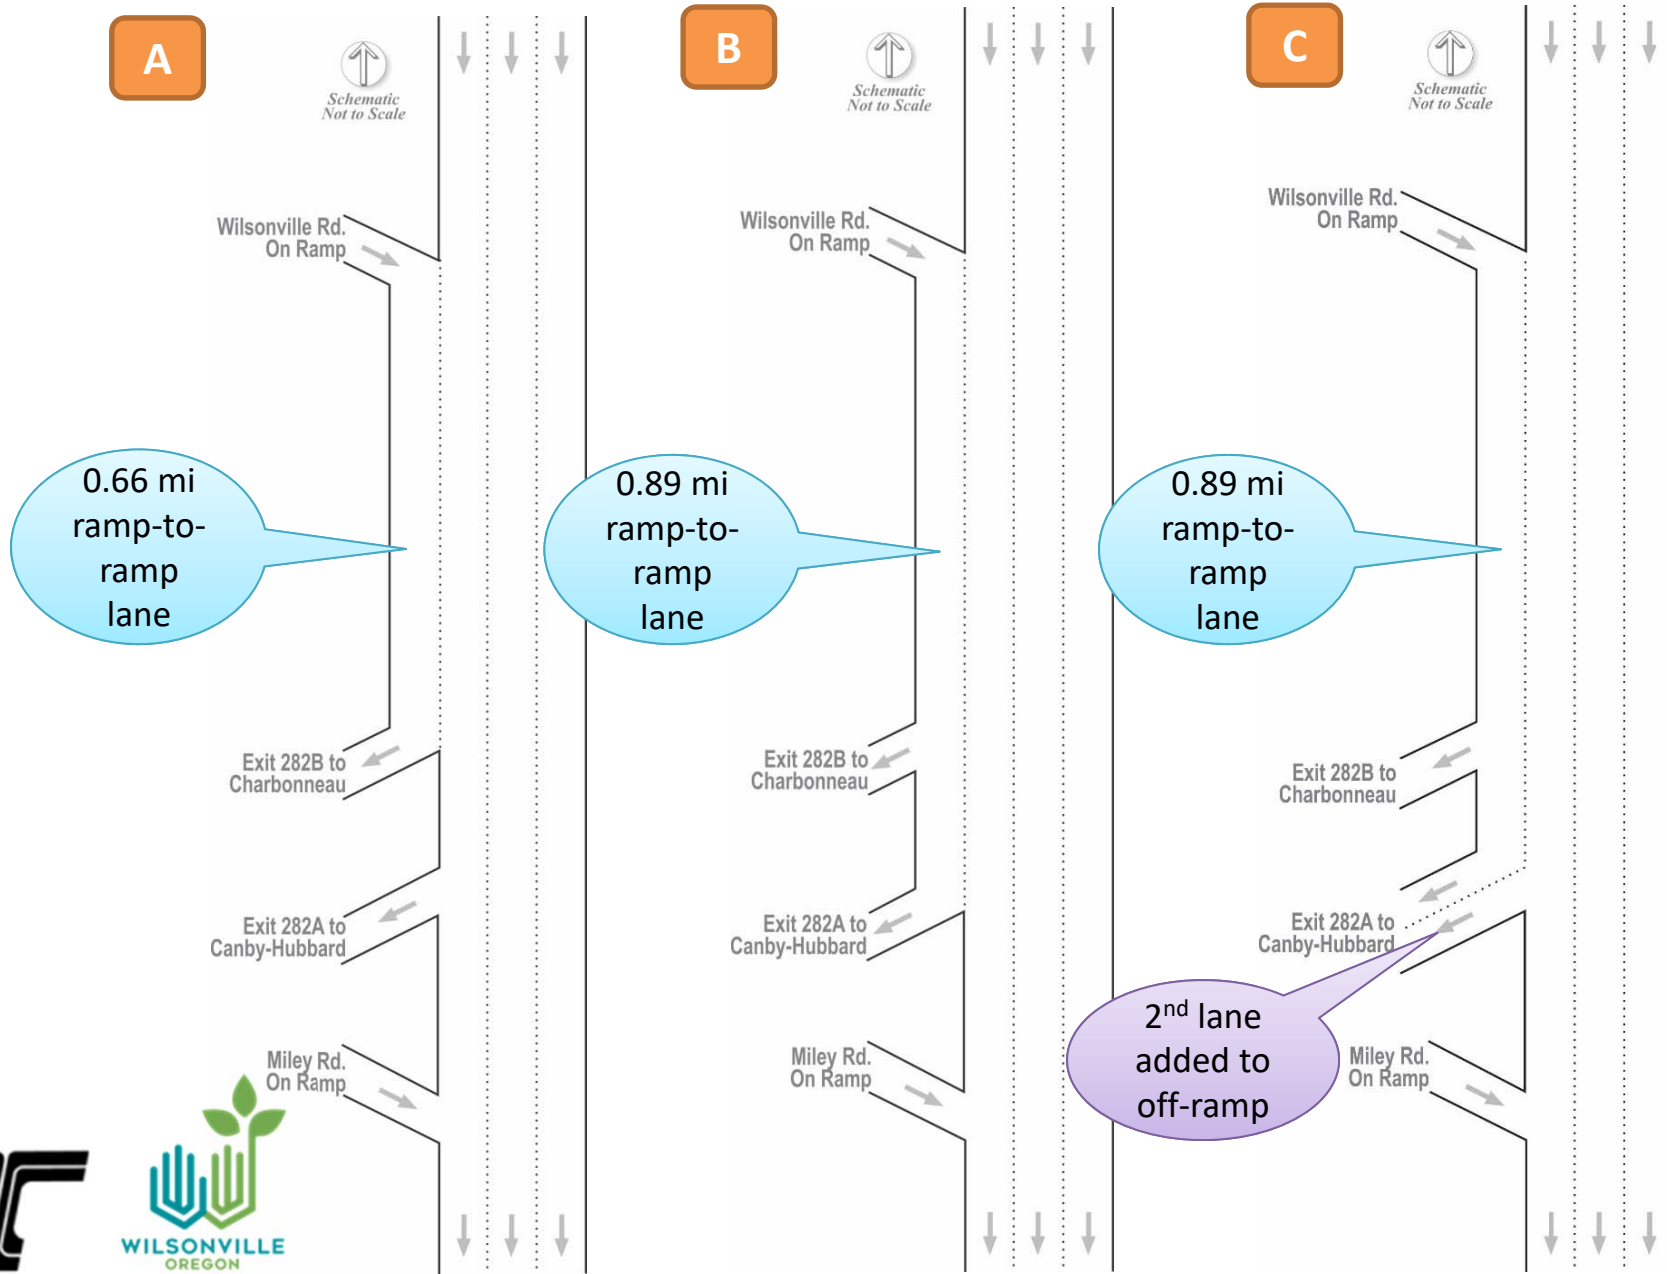 A
Schematic
Not to Scale
Wilsonville Rd.
On Ramp
0.66 mi
ramp-to-
ramp
lane
Exit 282B to
Charbonneau
Exit 282A to
Canby-Hubbard
Miley Rd.
On Ramp
WILSONVILLE
OREGON
B
Schematic
Not to Scale
Wilsonville Rd.
On Ramp
0.89 mi
ramp-to-
ramp
lane
Exit 282B to
Charbonneau
Exit 282A to
Canby-Hubbard
Miley Rd.
On Ramp
C
Schematic
Not to Scale
Wilsonville Rd.
On Ramp
0.89 mi
ramp-to-
ramp
lane
Exit 282B to
Charbonneau
Exit 282A to
Canby-Hubbard
2nd lane
added to
off-ramp
Miley Rd.
On Ramp